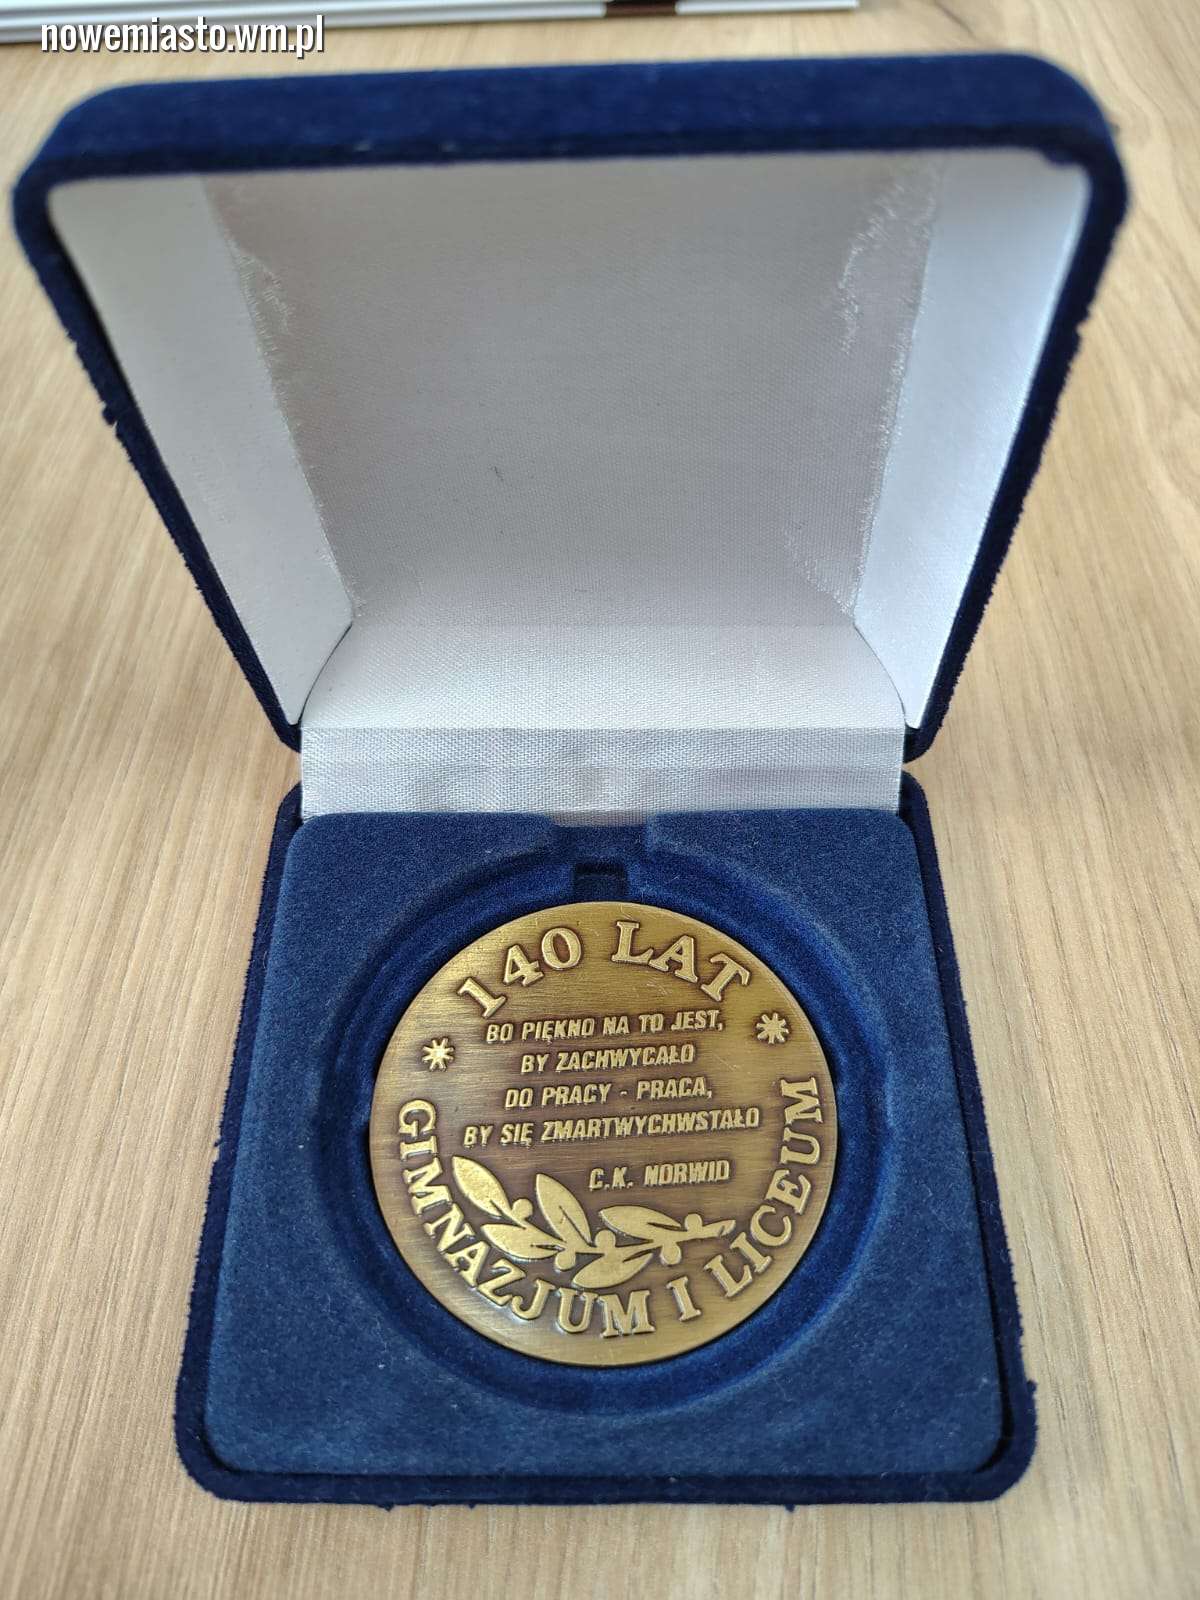 nowemiasto.wm.pl
140 LAT
BO PIĘKNO NA TO JEST,
BY ZACHWYCAŁO
DO PRACY - PRACA,
BY SIĘ ZMARTWYCHWSTAŁO
C.K. NORWID
GIMNAZJUM I LICEUM